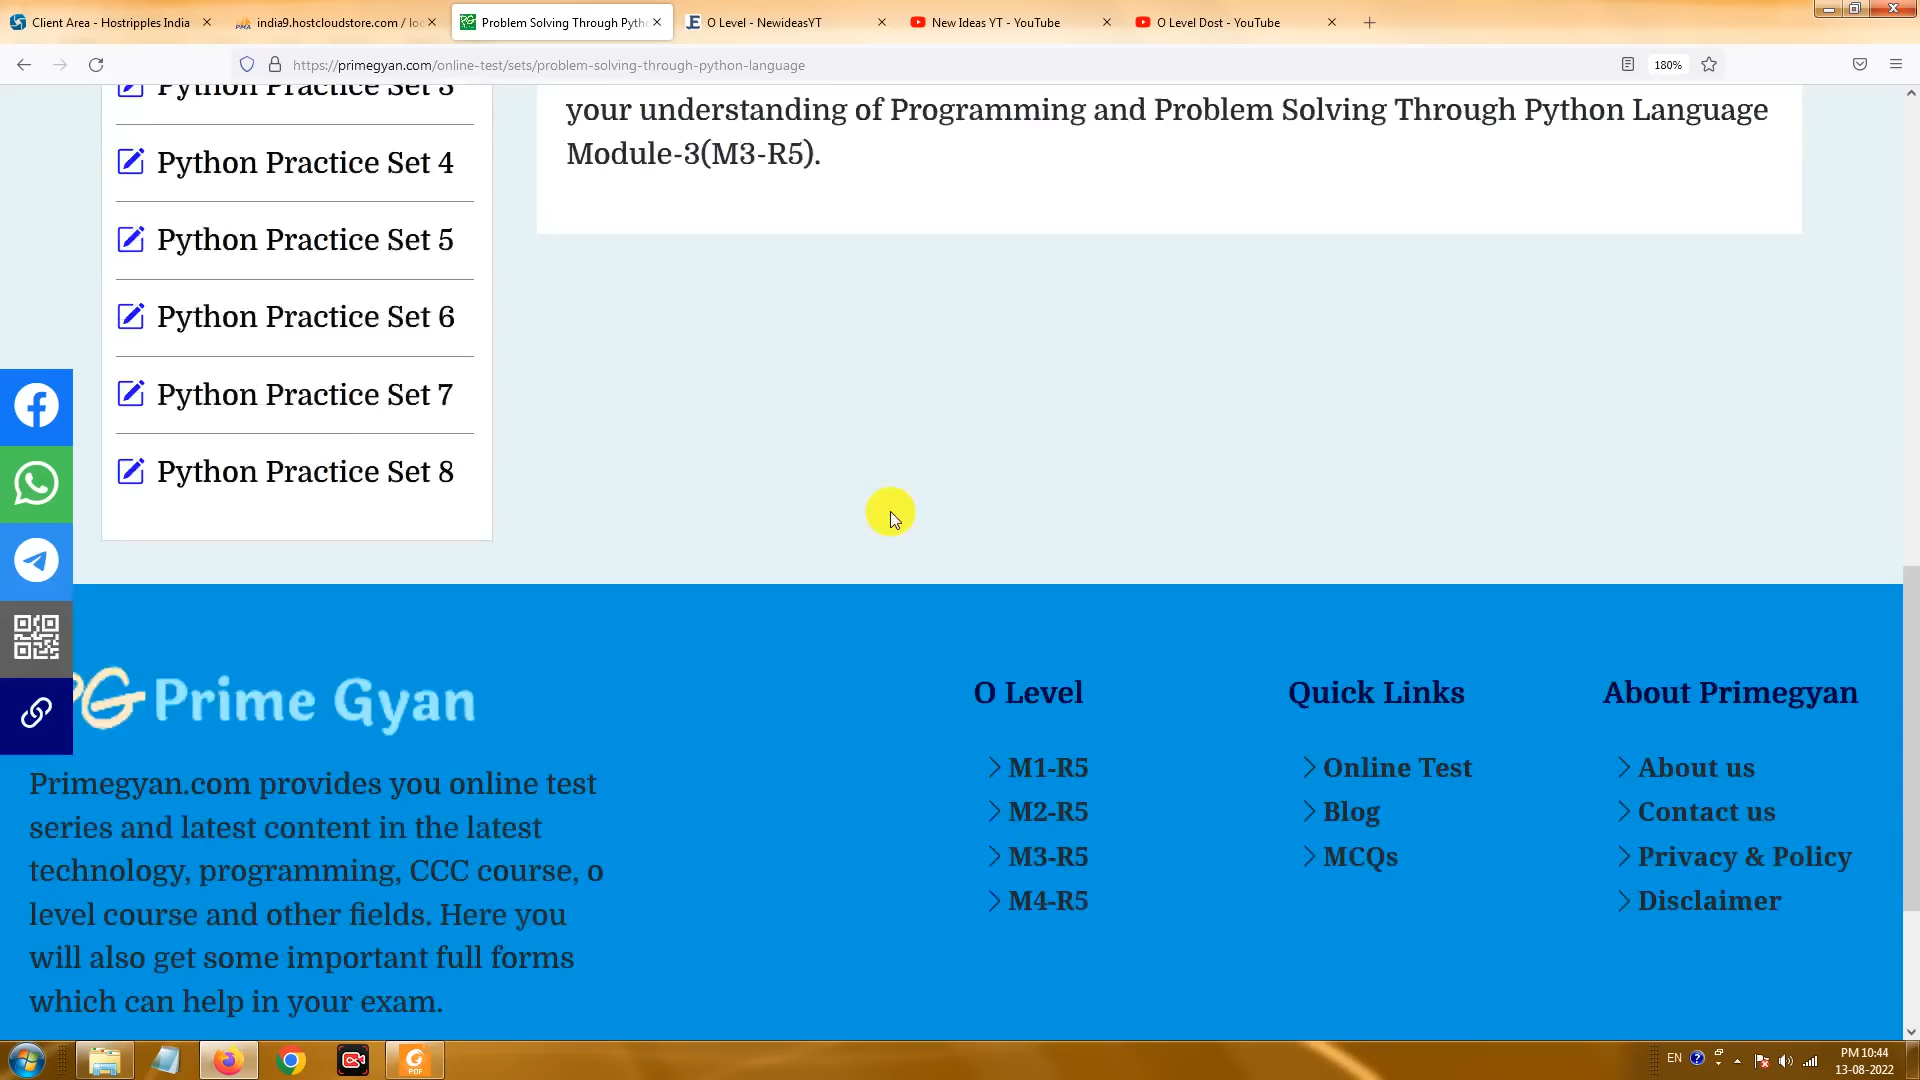 Client Area - Hostripples India
india9.hostcloudstore.com / loc
Problem Solving Through Pyth
O Level - NewideasYT
New Ideas YT - YouTube
O Level Dost - YouTube
https://primegyan.com/online-test/sets/problem-solving-through-python-language
180%
Python Practice Set 3
Python Practice Set 4
Python Practice Set 5
Python Practice Set 6
Python Practice Set 7
Python Practice Set 8
your understanding of Programming and Problem Solving Through Python Language
Module-3(M3-R5).
PG Prime Gyan
Primegyan.com provides you online test
series and latest content in the latest
technology, programming, CCC course, o
level course and other fields. Here you
will also get some important full forms
which can help in your exam.
O Level
M1-R5
M2-R5
M3-R5
M4-R5
Quick Links
Online Test
Blog
MCQs
About Primegyan
About us
Contact us
Privacy & Policy
Disclaimer
PDF
EN
PM 10:44
13-08-2022